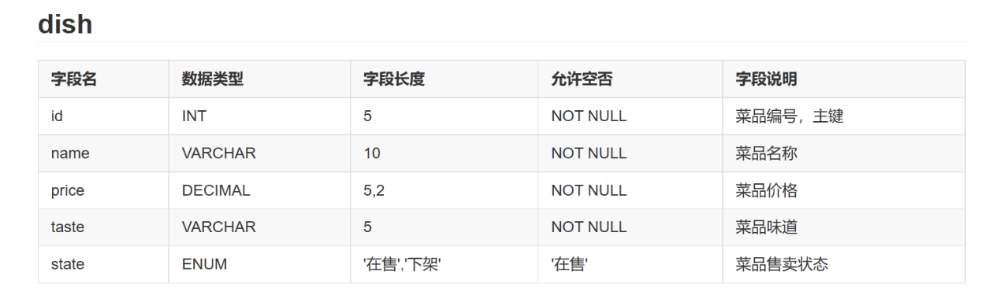 dish
字段名 数据类型 字段长度 允许空否 字段说明
id INT 5 NOT NULL 菜品编号，主键
name VARCHAR 10 NOT NULL 菜品名称
price DECIMAL 5,2 NOT NULL 菜品价格
taste VARCHAR 5 NOT NULL 菜品味道
state ENUM '在售','下架' '在售' 菜品售卖状态